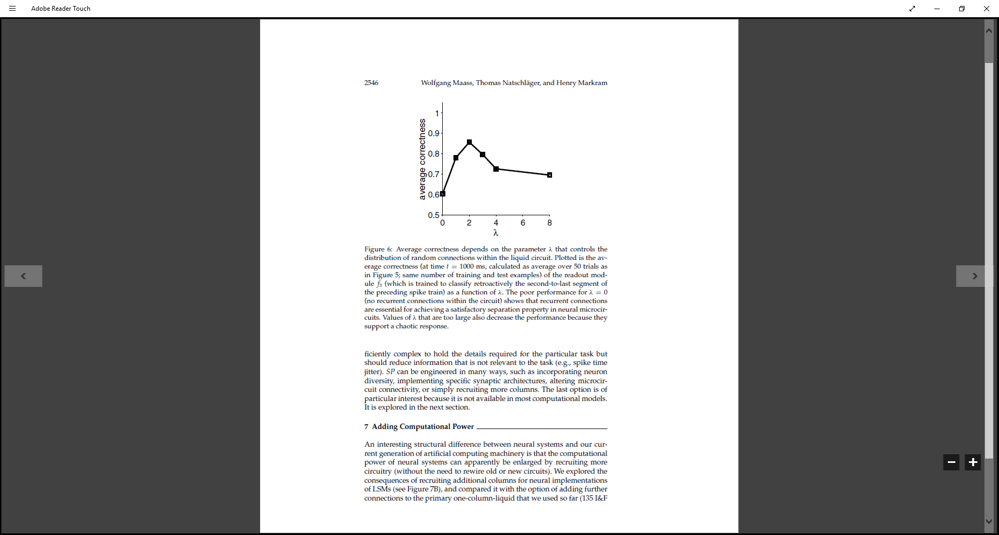 Adobe Reader Touch
2546 Wolfgang Maass, Thomas Natschläger, and Henry Markram
1
0.9
0.8
0.7
0.6
0.5
average correctness
0 2 4 6 8
λ
Figure 6: Average correctness depends on the parameter λ that controls the
distribution of random connections within the liquid circuit. Plotted is the av-
erage correctness (at time t = 1000 ms, calculated as average over 50 trials as
in Figure 5; same number of training and test examples) of the readout mod-
ule f₃ (which is trained to classify retroactively the second-to-last segment of
the preceding spike train) as a function of λ. The poor performance for λ = 0
(no recurrent connections within the circuit) shows that recurrent connections
are essential for achieving a satisfactory separation property in neural microcir-
cuits. Values of λ that are too large also decrease the performance because they
support a chaotic response.
ficiently complex to hold the details required for the particular task but
should reduce information that is not relevant to the task (e.g., spike time
jitter). SP can be engineered in many ways, such as incorporating neuron
diversity, implementing specific synaptic architectures, altering microcir-
cuit connectivity, or simply recruiting more columns. The last option is of
particular interest because it is not available in most computational models.
It is explored in the next section.
7 Adding Computational Power
An interesting structural difference between neural systems and our cur-
rent generation of artificial computing machinery is that the computational
power of neural systems can apparently be enlarged by recruiting more
circuitry (without the need to rewire old or new circuits). We explored the
consequences of recruiting additional columns for neural implementations
of LSMs (see Figure 7B), and compared it with the option of adding further
connections to the primary one-column-liquid that we used so far (135 I&F